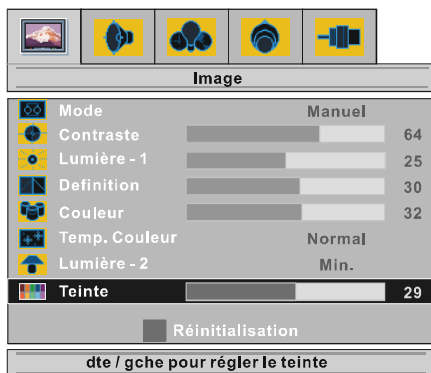 Image
Mode Manuel
Contraste 64
Lumière - 1 25
Definition 30
Couleur 32
Temp. Couleur Normal
Lumière - 2 Min.
Teinte 29
Réinitialisation
dte / gche pour régler le teinte